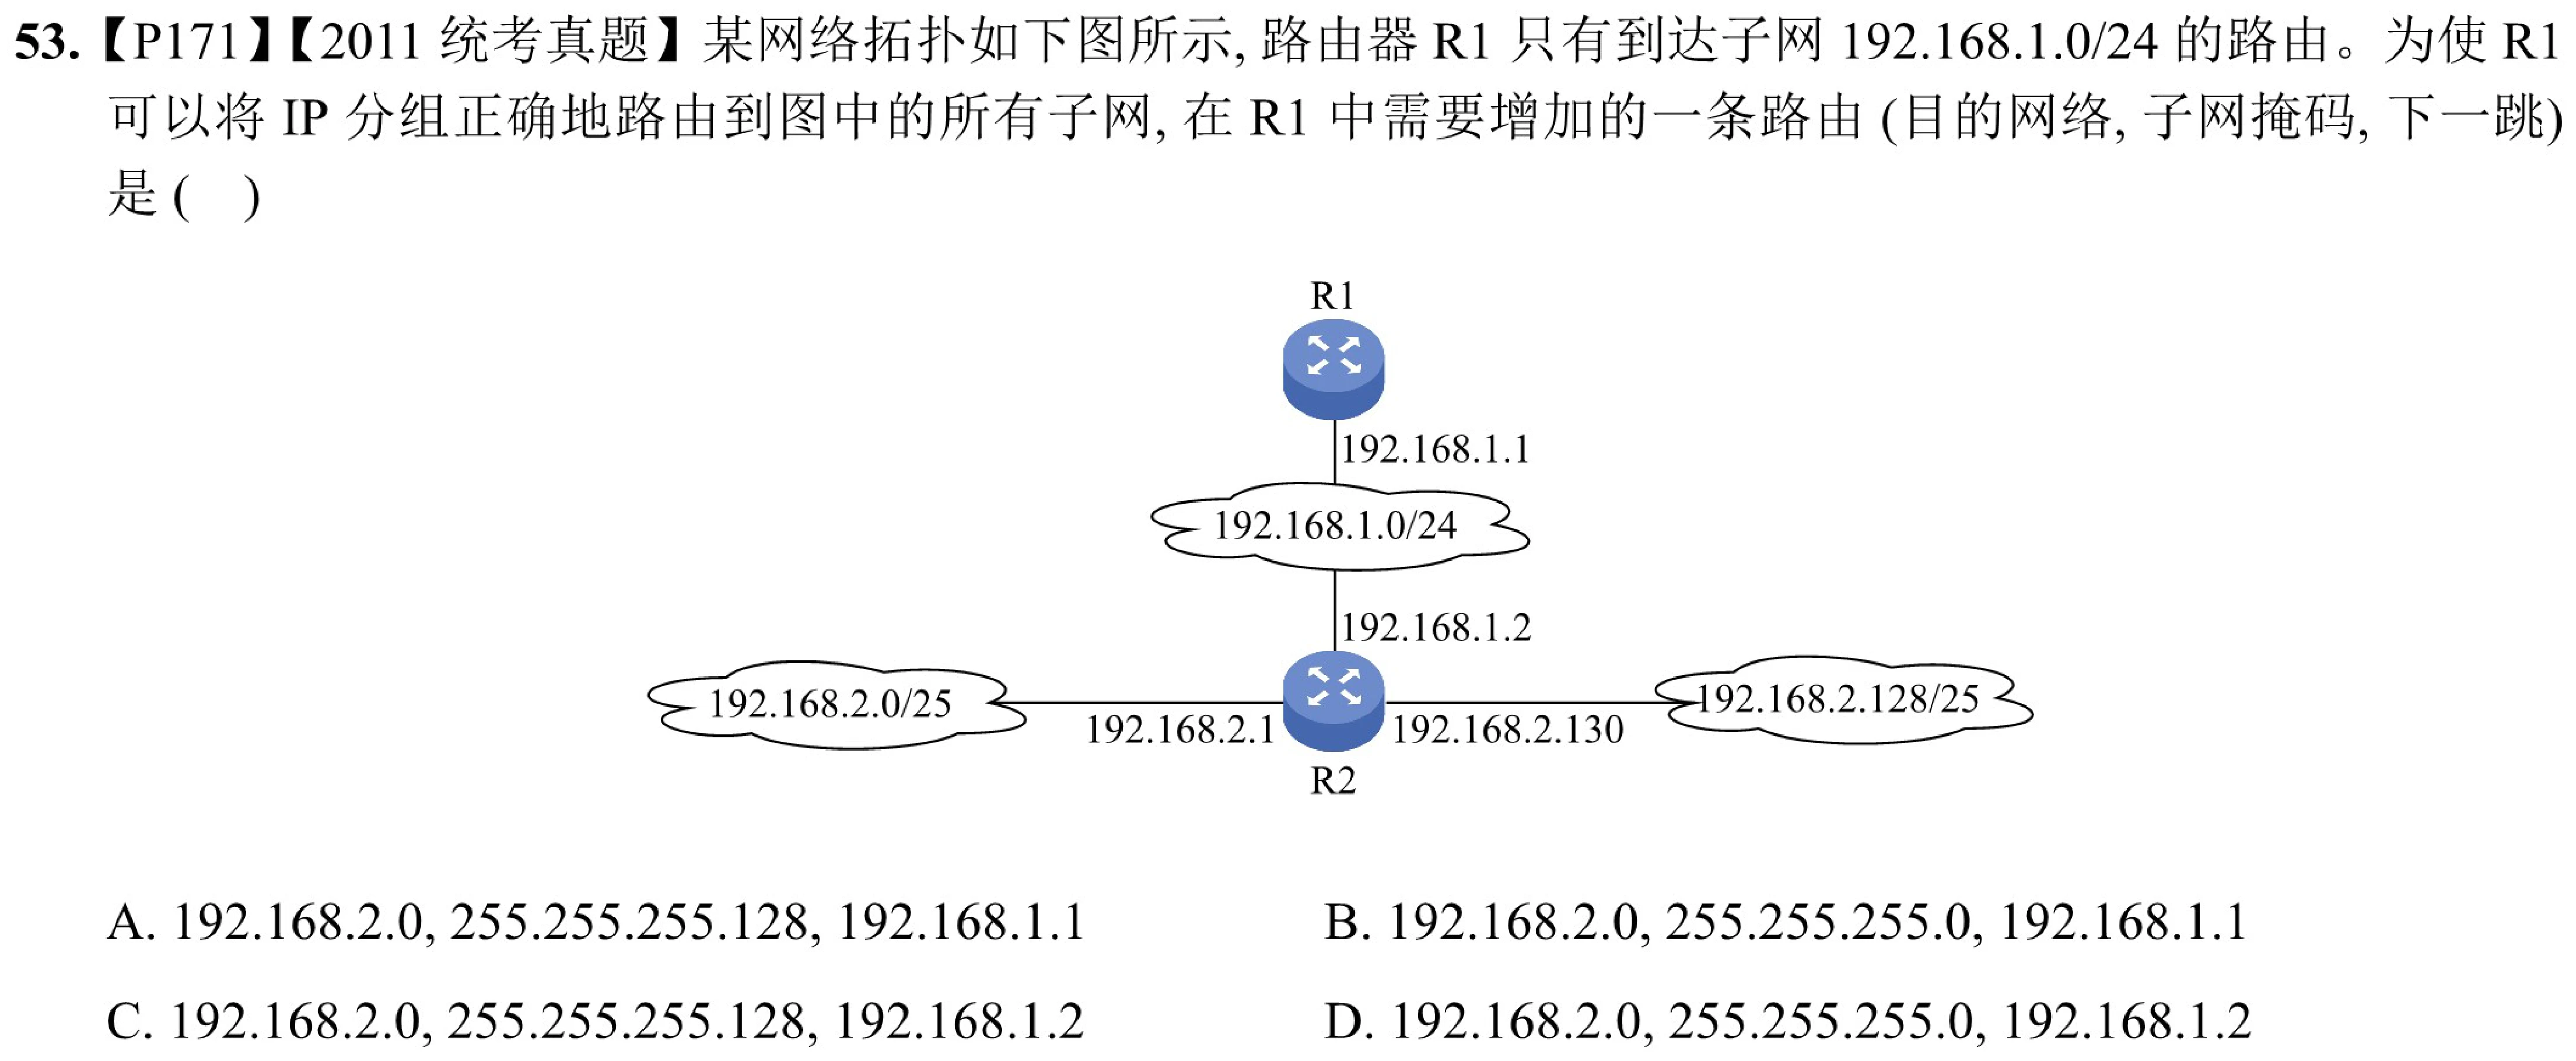 53.【P171】【2011 统考真题】某网络拓扑如下图所示, 路由器 R1 只有到达子网 192.168.1.0/24 的路由。为使 R1
可以将 IP 分组正确地路由到图中的所有子网, 在 R1 中需要增加的一条路由 (目的网络, 子网掩码, 下一跳)
是 (    )
R1
192.168.1.1
192.168.1.0/24
192.168.1.2
192.168.2.0/25
192.168.2.128/25
192.168.2.1
192.168.2.130
R2
A. 192.168.2.0, 255.255.255.128, 192.168.1.1
B. 192.168.2.0, 255.255.255.0, 192.168.1.1
C. 192.168.2.0, 255.255.255.128, 192.168.1.2
D. 192.168.2.0, 255.255.255.0, 192.168.1.2